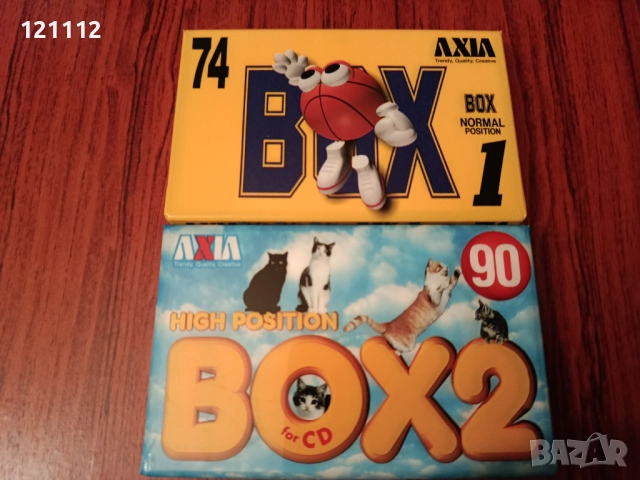 121112
74
BOX
AXIA
Trendy, Quality, Creative
BOX
NORMAL
POSITION
1
AXIA
Trendy, Quality, Creative
90
HIGH POSITION
BOX2
for CD
BAZAR